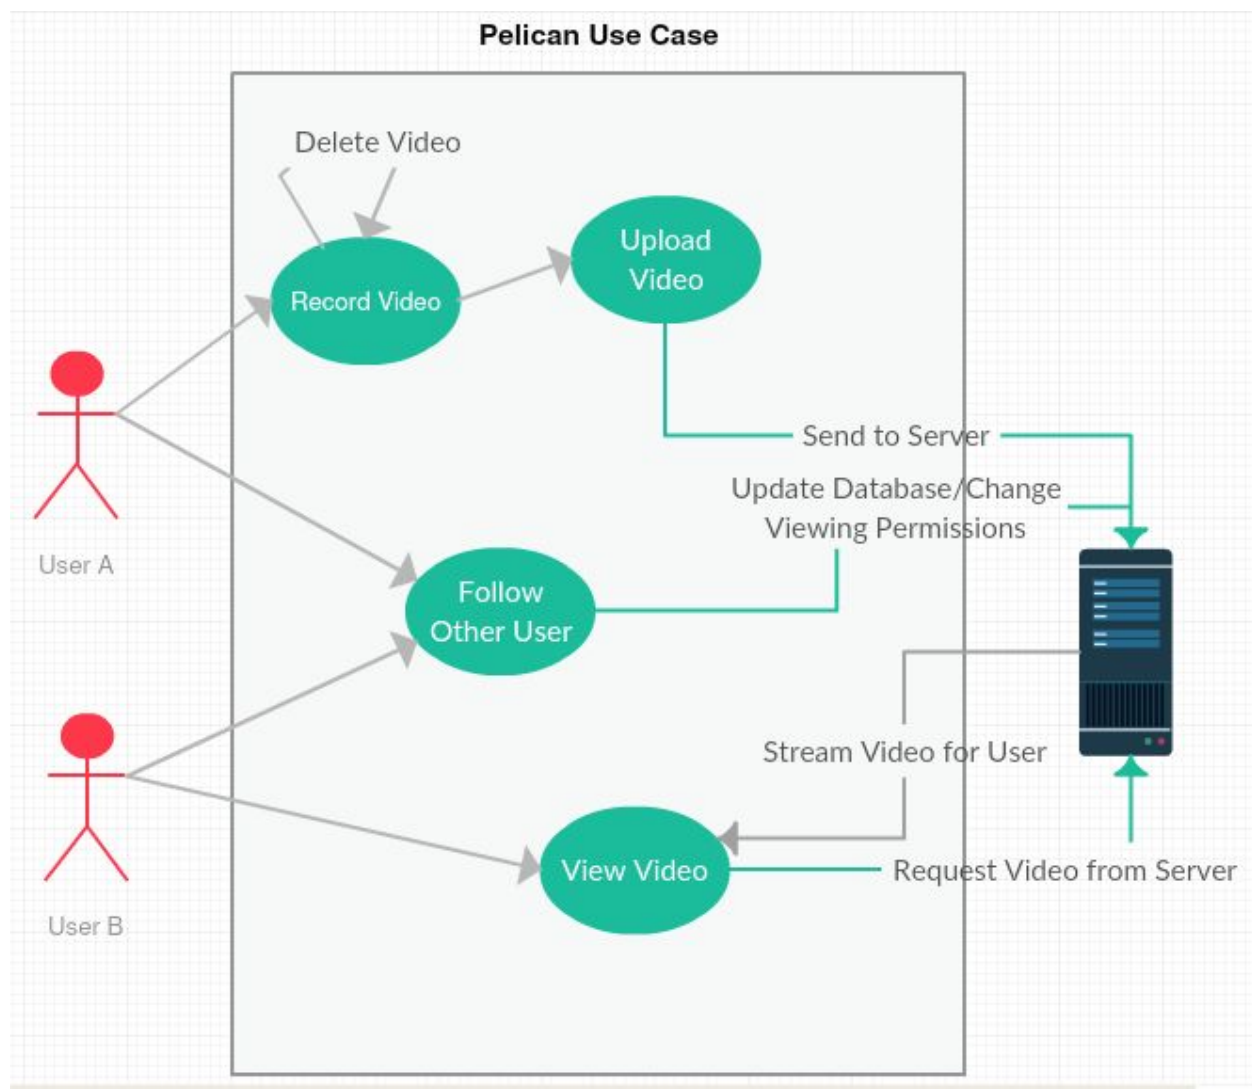 Pelican Use Case
Delete Video
Upload
Video
Record Video
Send to Server
Update Database/Change
Viewing Permissions
User A
Follow
Other User
Stream Video for User
View Video
Request Video from Server
User B